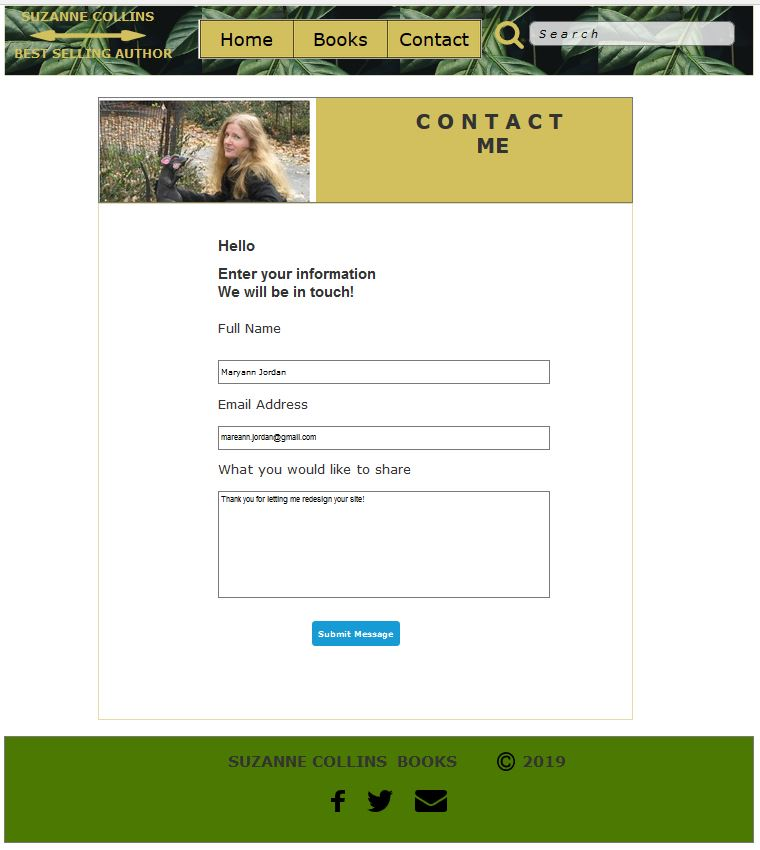 SUZANNE COLLINS
BEST SELLING AUTHOR
Home Books Contact
Search
CONTACT
ME
Hello
Enter your information
We will be in touch!
Full Name
Maryann Jordan
Email Address
mareann.jordan@gmail.com
What you would like to share
Thank you for letting me redesign your site!
Submit Message
SUZANNE COLLINS BOOKS © 2019